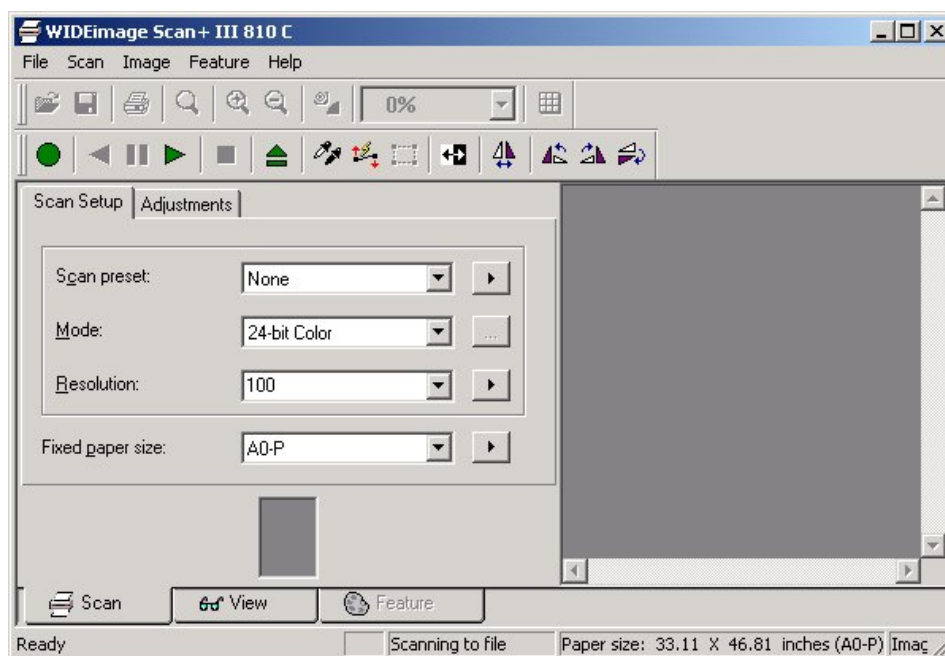 WIDEimage Scan+ III 810 C
File Scan Image Feature Help
0%
Scan Setup Adjustments
Scan preset: None
Mode: 24-bit Color ...
Resolution: 100
Fixed paper size: A0-P
Scan View Feature
Ready Scanning to file Paper size: 33.11 X 46.81 inches (A0-P) Imag